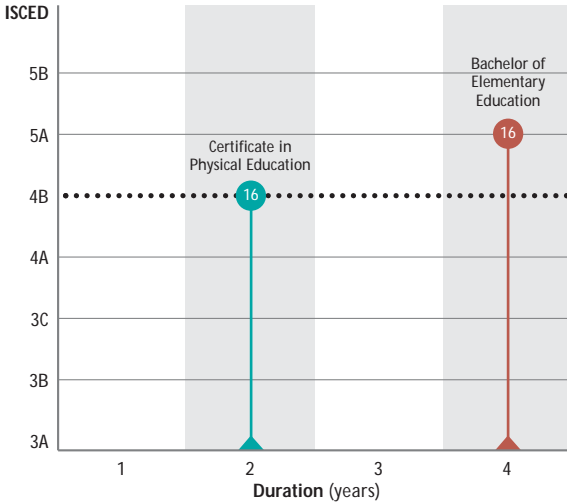 ISCED
5B
5A
4B
4A
3C
3B
3A
Bachelor of
Elementary
Education
16
Certificate in
Physical Education
16
1 2 3 4
Duration (years)